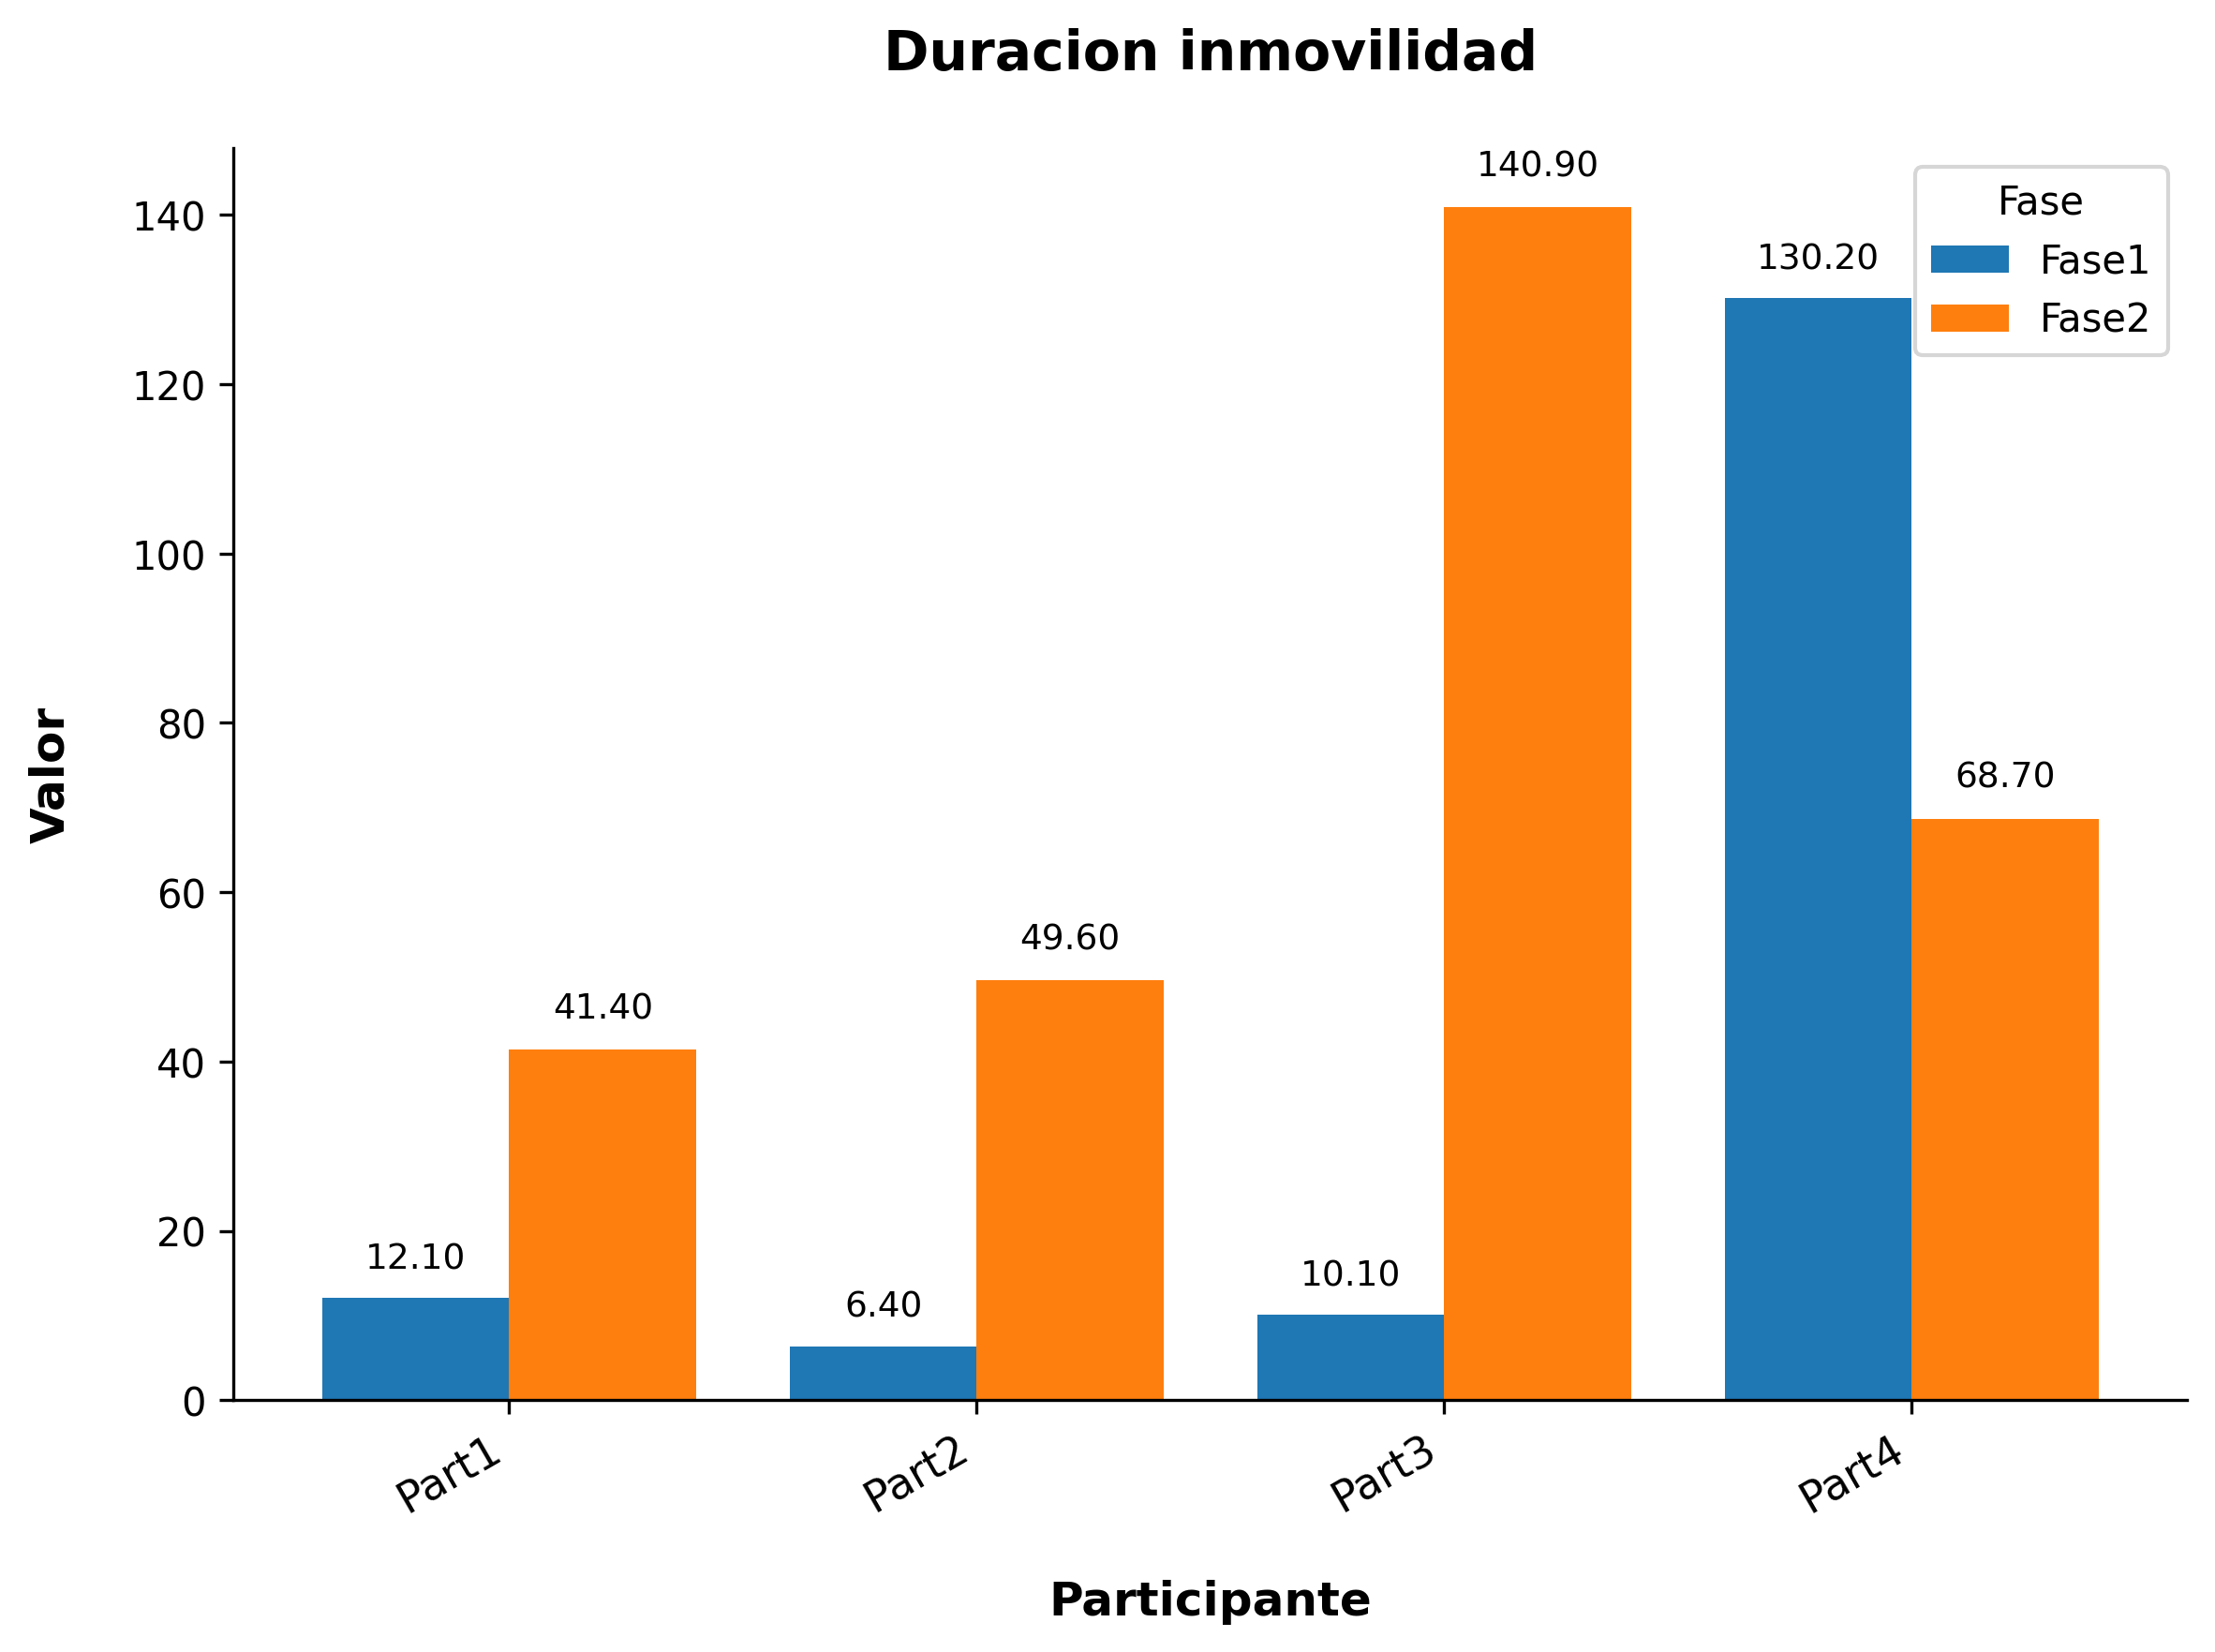 Duracion inmovilidad
Valor
140
120
100
80
60
40
20
0
12.10
41.40
6.40
49.60
10.10
140.90
130.20
68.70
Fase
Fase1
Fase2
Part1
Part2
Part3
Part4
Participante